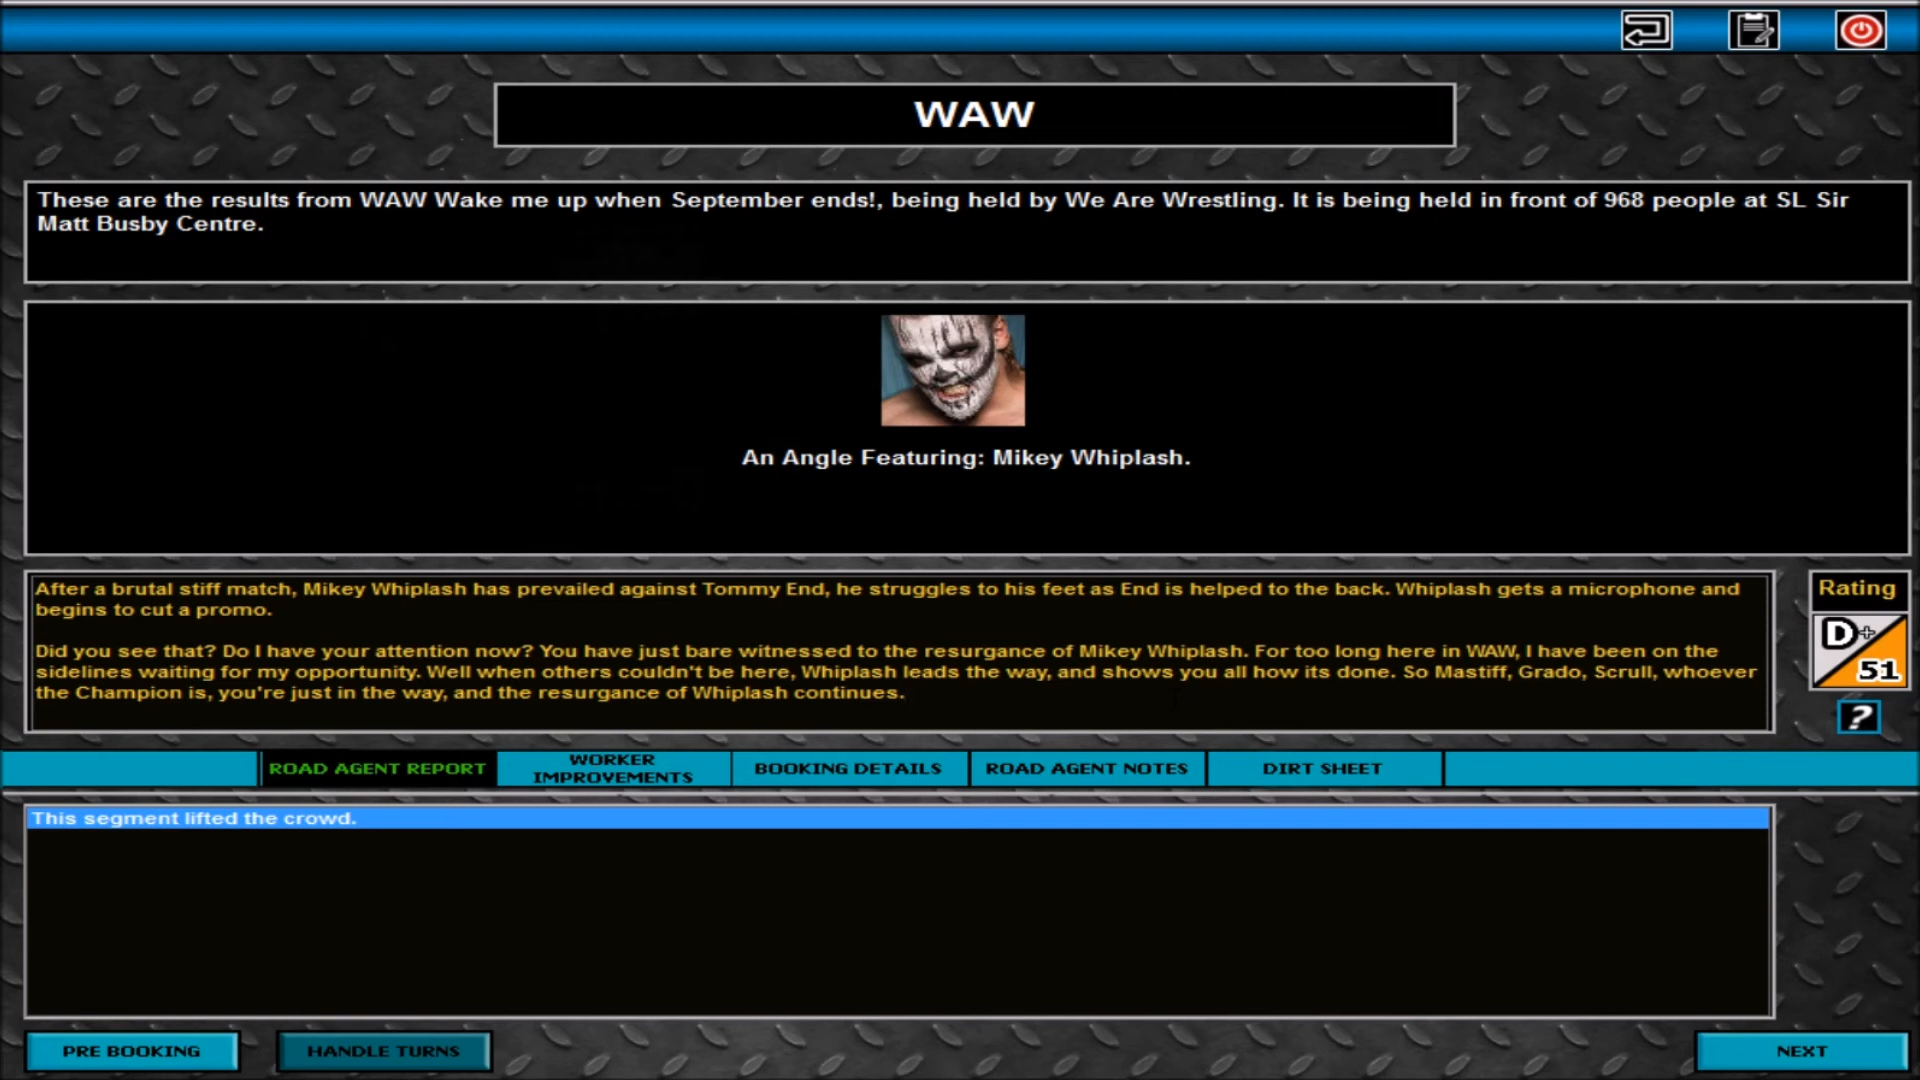 WAW
These are the results from WAW Wake me up when September ends!, being held by We Are Wrestling. It is being held in front of 968 people at SL Sir
Matt Busby Centre.
An Angle Featuring: Mikey Whiplash.
After a brutal stiff match, Mikey Whiplash has prevailed against Tommy End, he struggles to his feet as End is helped to the back. Whiplash gets a microphone and
begins to cut a promo.
Did you see that? Do I have your attention now? You have just bare witnessed to the resurgance of Mikey Whiplash. For too long here in WAW, I have been on the
sidelines waiting for my opportunity. Well when others couldn't be here, Whiplash leads the way, and shows you all how its done. So Mastiff, Grado, Scrull, whoever
the Champion is, you're just in the way, and the resurgance of Whiplash continues.
Rating
D+
51
?
ROAD AGENT REPORT
WORKER
IMPROVEMENTS
BOOKING DETAILS
ROAD AGENT NOTES
DIRT SHEET
This segment lifted the crowd.
PRE BOOKING
HANDLE TURNS
NEXT